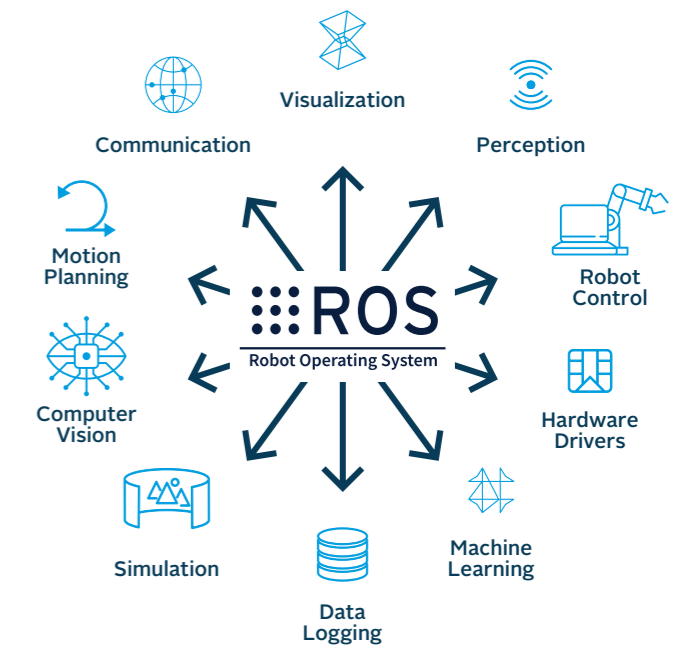 Visualization
Communication
Perception
Motion
Planning
Robot
Control
ROS
Robot Operating System
Computer
Vision
Hardware
Drivers
Simulation
Machine
Learning
Data
Logging